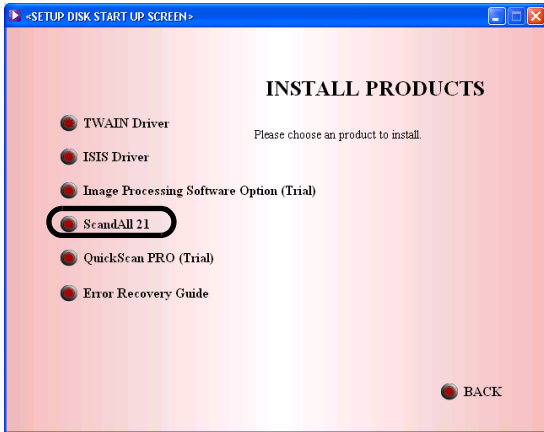 <SETUP DISK START UP SCREEN>
INSTALL PRODUCTS
Please choose an product to install.
TWAIN Driver
ISIS Driver
Image Processing Software Option (Trial)
ScandAll 21
QuickScan PRO (Trial)
Error Recovery Guide
BACK